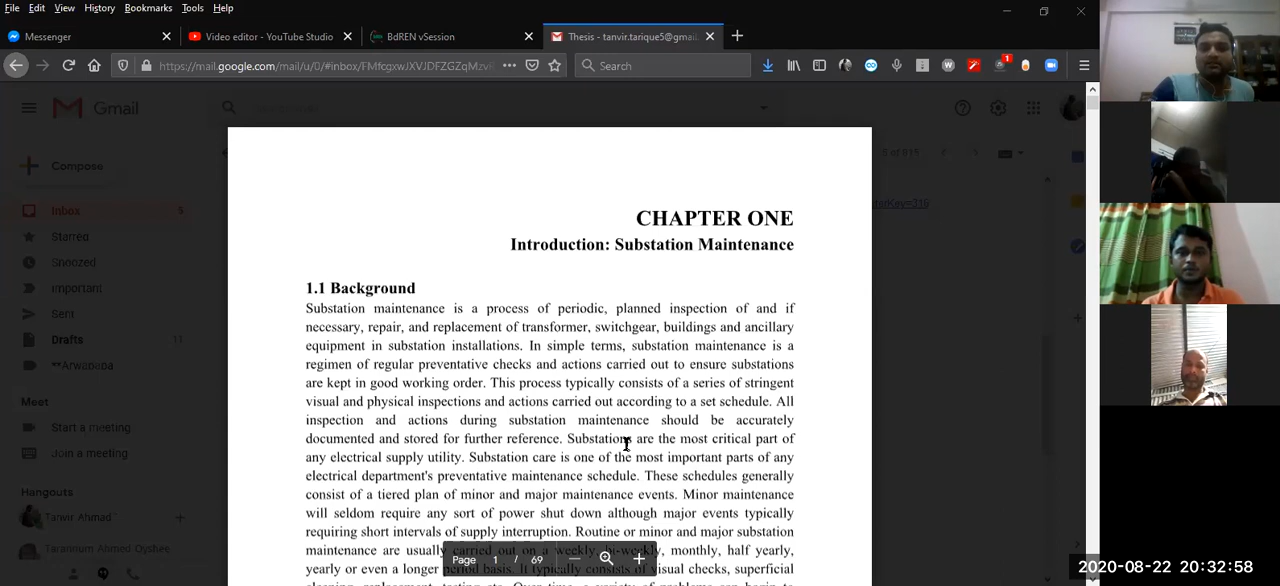 File Edit View History Bookmarks Tools Help
Messenger
Video editor - YouTube Studio
BdREN vSession
Thesis - tanvir.tarique5@gmai
https://mail.google.com/mail/u/0/#inbox/
Search
1
Gmail
Compose
Inbox 5
Starred
Snoozed
Important
Sent
Drafts 11
**Arwapana
Meet
Start a meeting
Join a meeting
Hangouts
Tanvir Ahmad
Tarannum Ahmed Oyshee
CHAPTER ONE
Introduction: Substation Maintenance
1.1 Background
Substation maintenance is a process of periodic, planned inspection of and if
necessary, repair, and replacement of transformer, switchgear, buildings and ancillary
equipment in substation installations. In simple terms, substation maintenance is a
regimen of regular preventative checks and actions carried out to ensure substations
are kept in good working order. This process typically consists of a series of stringent
visual and physical inspections and actions carried out according to a set schedule. All
inspection and actions during substation maintenance should be accurately
documented and stored for further reference. Substations are the most critical part of
any electrical supply utility. Substation care is one of the most important parts of any
electrical department's preventative maintenance schedule. These schedules generally
consist of a tiered plan of minor and major maintenance events. Minor maintenance
will seldom require any sort of power shut down although major events typically
requiring short intervals of supply interruption. Routine or minor and major substation
maintenance are usually carried out on a weekly, bi-weekly, monthly, half yearly,
yearly or even a longer period basis. It typically consists of visual checks, superficial
Page 1 / 69
2020-08-22 20:32:58